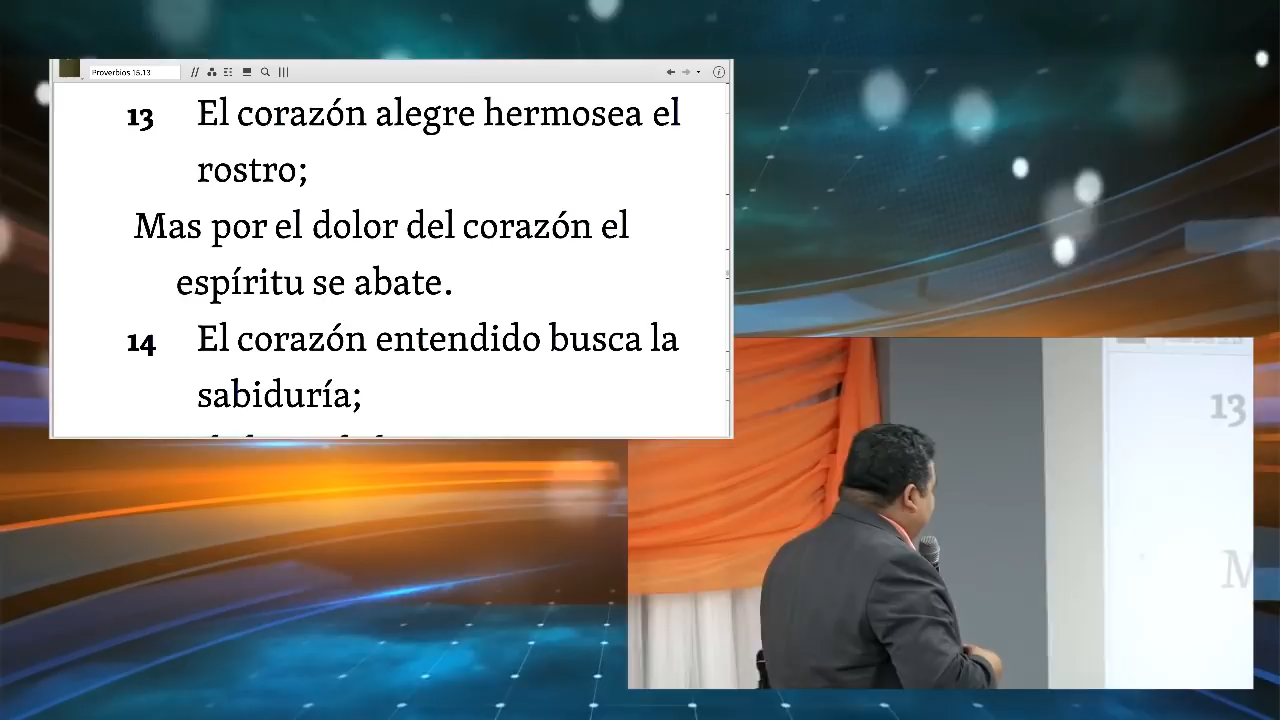 Proverbios 15.13
13 El corazón alegre hermosea el
rostro;
Mas por el dolor del corazón el
espíritu se abate.
14 El corazón entendido busca la
sabiduría;
13
M